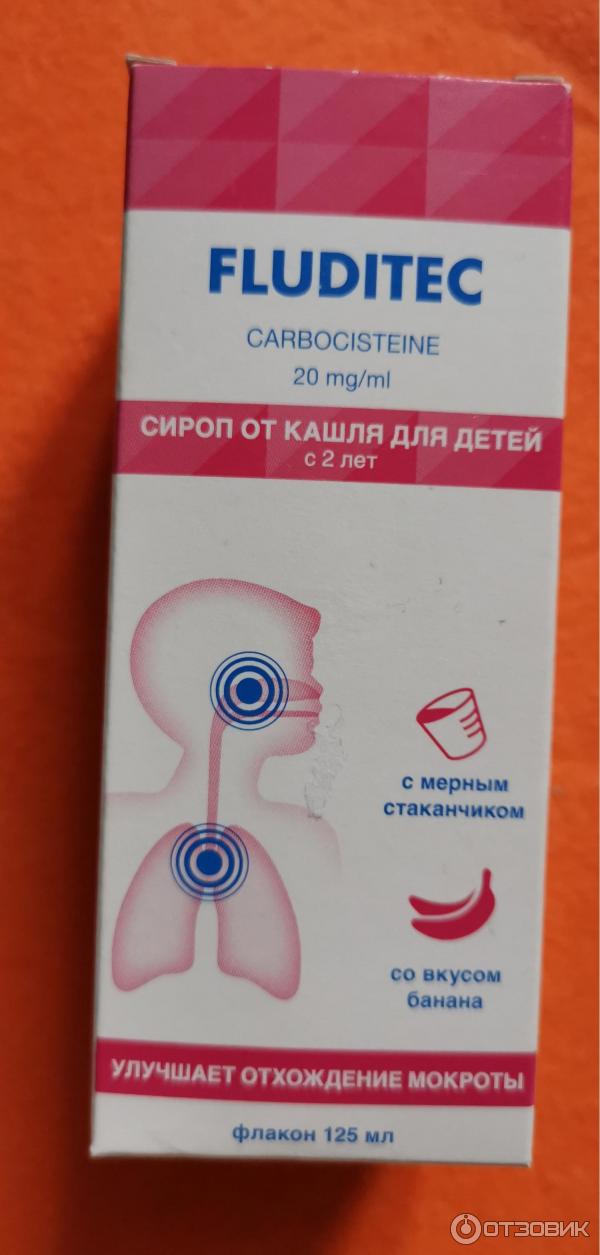 FLUDITEC
CARBOCISTEINE
20 mg/ml
СИРОП ОТ КАШЛЯ ДЛЯ ДЕТЕЙ
с 2 лет
с мерным
стаканчиком
со вкусом
банана
УЛУЧШАЕТ ОТХОЖДЕНИЕ МОКРОТЫ
флакон 125 мл
ОТЗОВИК